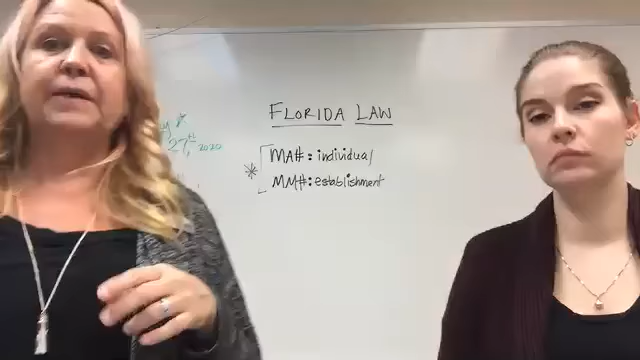 FLORIDA LAW
27th, 2020
* MA#: individual
MM#: establishment